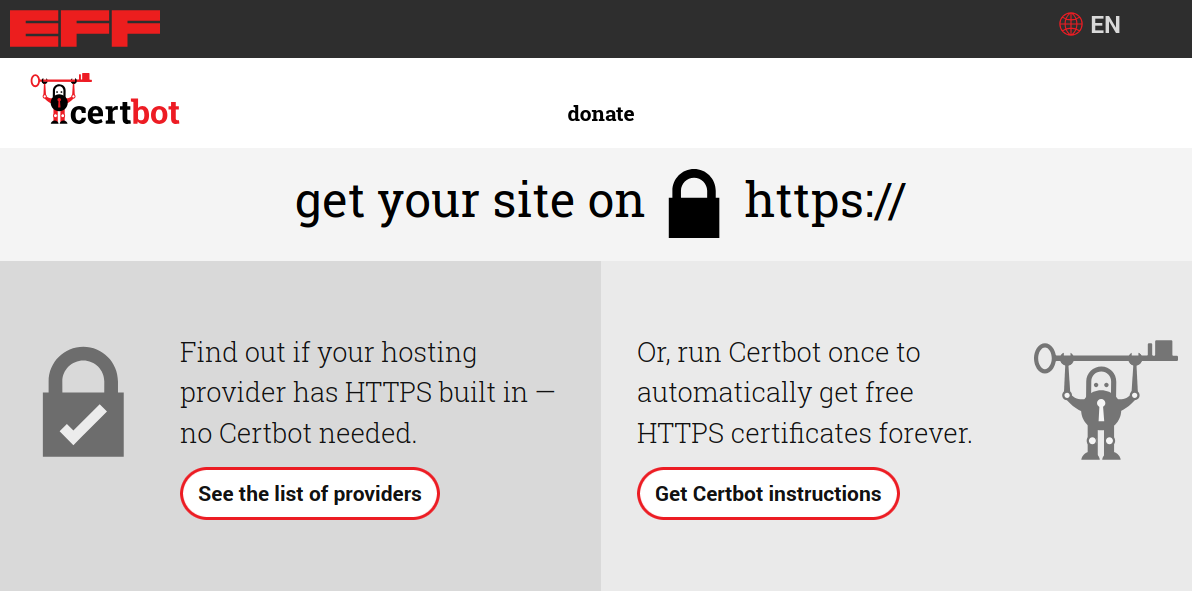 EFF
EN
certbot
donate
get your site on https://
Find out if your hosting
provider has HTTPS built in —
no Certbot needed.
See the list of providers
Or, run Certbot once to
automatically get free
HTTPS certificates forever.
Get Certbot instructions